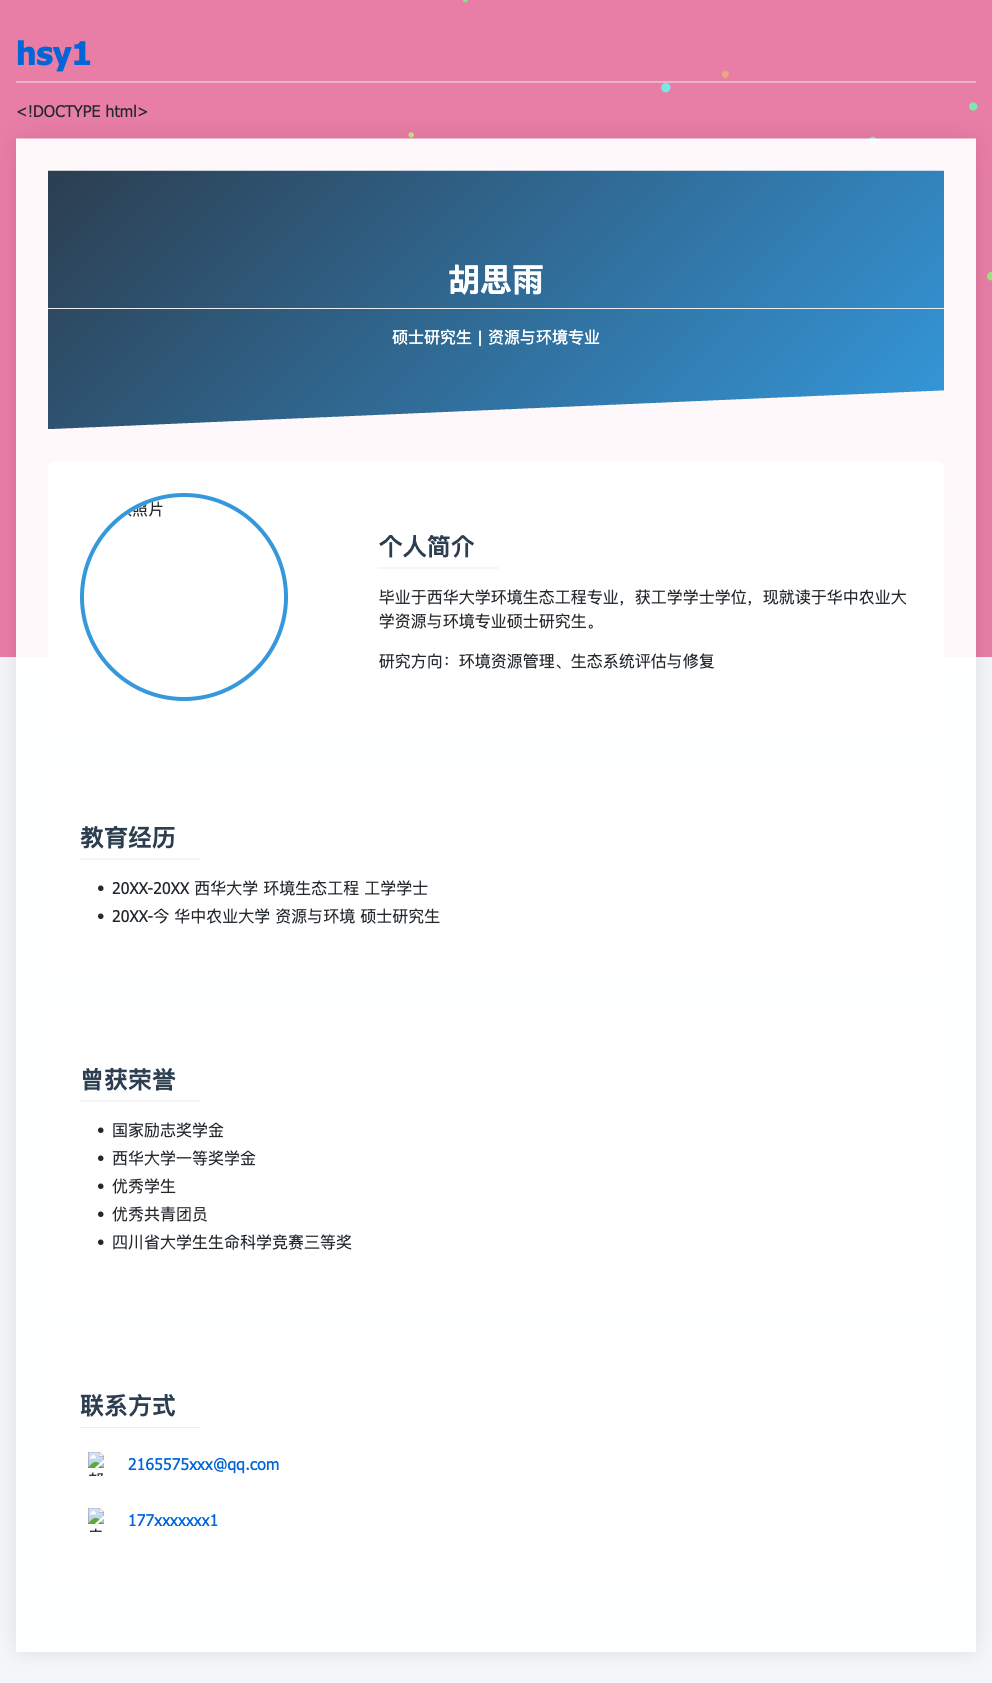 hsy1
<!DOCTYPE html>
胡思雨
硕士研究生 | 资源与环境专业
照片
个人简介
毕业于西华大学环境生态工程专业，获工学学士学位，现就读于华中农业大
学资源与环境专业硕士研究生。
研究方向：环境资源管理、生态系统评估与修复
教育经历
• 20XX-20XX 西华大学 环境生态工程 工学学士
• 20XX-今 华中农业大学 资源与环境 硕士研究生
曾获荣誉
• 国家励志奖学金
• 西华大学一等奖学金
• 优秀学生
• 优秀共青团员
• 四川省大学生生命科学竞赛三等奖
联系方式
2165575xxx@qq.com
177xxxxxxx1